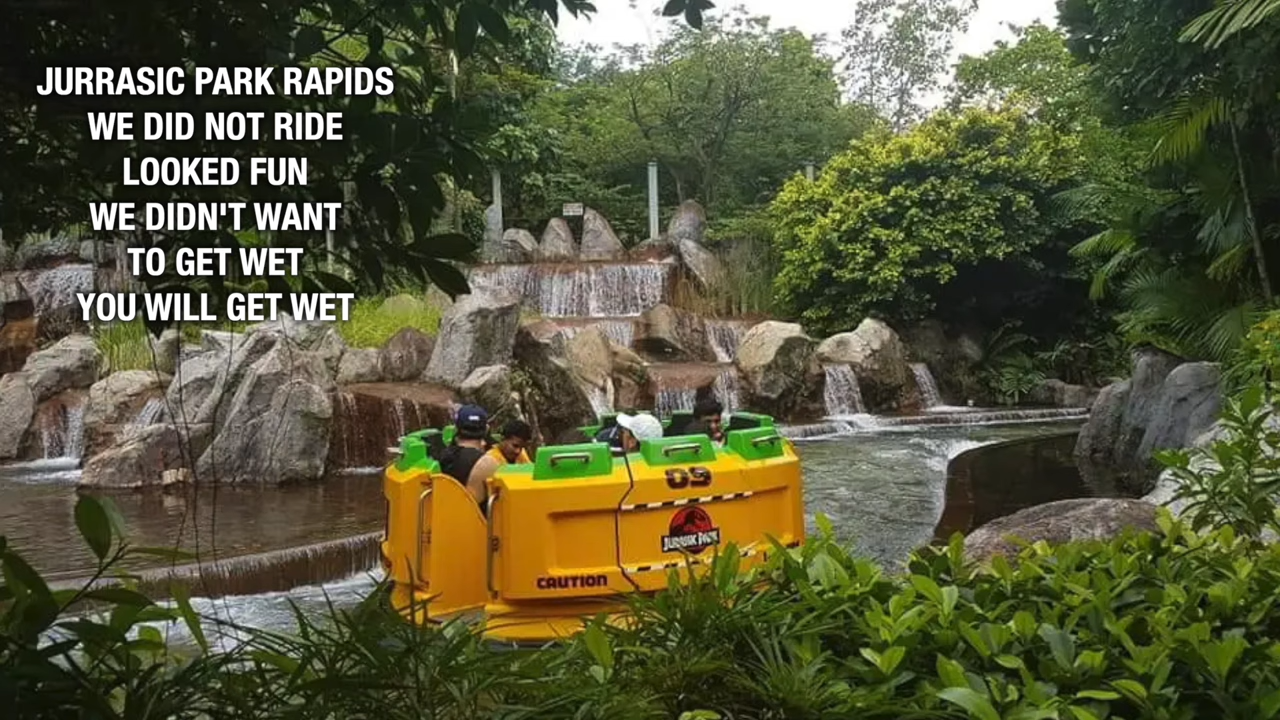 JURRASIC PARK RAPIDS
WE DID NOT RIDE
LOOKED FUN
WE DIDN'T WANT
TO GET WET
YOU WILL GET WET
09
JURASSIC PARK
CAUTION